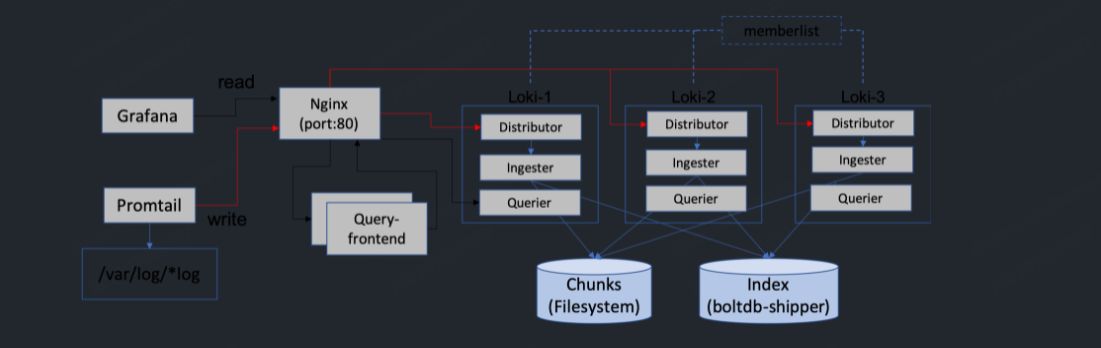 memberlist
read
Grafana
Nginx
(port:80)
Loki-1
Loki-2
Loki-3
Distributor
Distributor
Distributor
Ingester
Ingester
Ingester
Querier
Querier
Querier
Promtail
write
Query-
frontend
/var/log/*log
Chunks
(Filesystem)
Index
(boltdb-shipper)